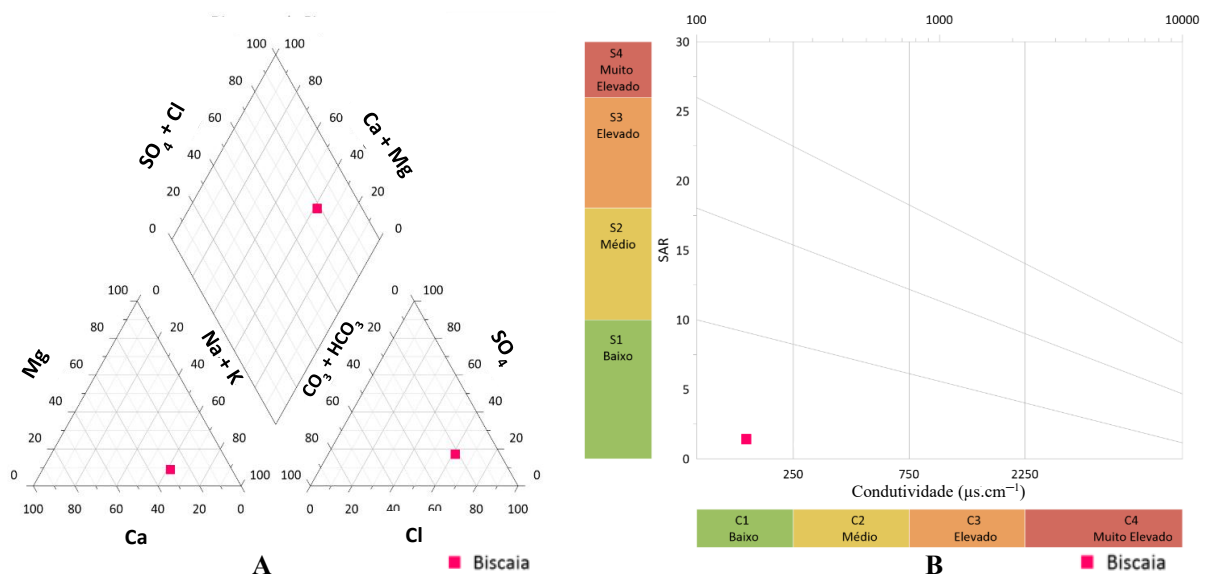 100 100
80 80
60 60
40 40
20 20
0 0
SO₄ + Cl
Ca + Mg
100 0
80 20
60 40
40 60
20 80
0 100
Mg
Na + K
100 80 60 40 20 0
Ca
CO₃ + HCO₃
SO₄
0 100
20 80
40 60
60 40
80 20
100 0
0 20 40 60 80 100
Cl
Biscaia
A
100 1000 10000
S4
Muito
Elevado
S3
Elevado
S2
Médio
S1
Baixo
SAR
30
25
20
15
10
5
0
250 750 2250
Condutividade (µs.cm⁻¹)
C1
Baixo
C2
Médio
C3
Elevado
C4
Muito Elevado
Biscaia
B